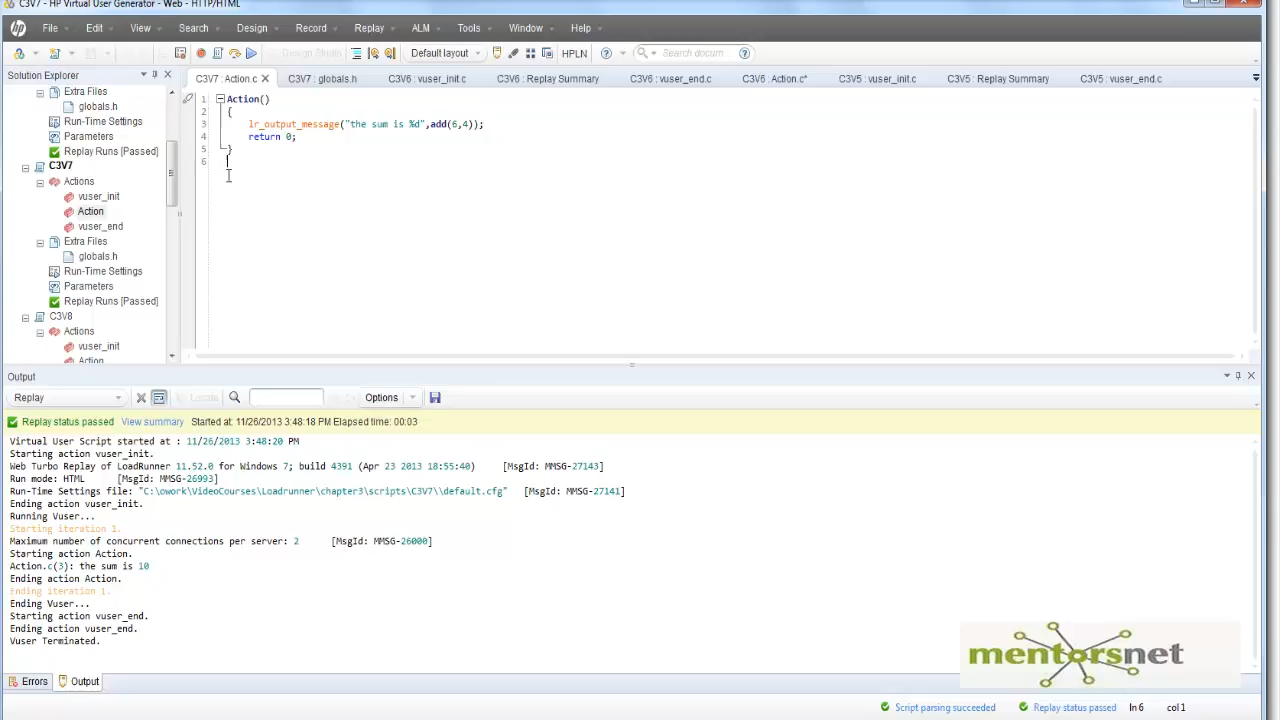 C3V7 - HP Virtual User Generator - Web - HTTP/HTML
hp File Edit View Search Design Record Replay ALM Tools Window Help
Design Studio Default layout HPLN Search docum
Solution Explorer
Extra Files
globals.h
Run-Time Settings
Parameters
Replay Runs [Passed]
C3V7
Actions
vuser_init
Action
vuser_end
Extra Files
globals.h
Run-Time Settings
Parameters
Replay Runs [Passed]
C3V8
Actions
vuser_init
Action
C3V7 : Action.c C3V7 : globals.h C3V6 : vuser_init.c C3V6 : Replay Summary C3V6 : vuser_end.c C3V6 : Action.c* C3V5 : vuser_init.c C3V5 : Replay Summary C3V5 : vuser_end.c
1 Action()
2 {
3 lr_output_message("the sum is %d",add(6,4));
4 return 0;
5 }
6
Output
Replay Locate Options
Replay status passed View summary Started at: 11/26/2013 3:48:18 PM Elapsed time: 00:03
Virtual User Script started at : 11/26/2013 3:48:20 PM
Starting action vuser_init.
Web Turbo Replay of LoadRunner 11.52.0 for Windows 7; build 4391 (Apr 23 2013 18:55:40) [MsgId: MMSG-27143]
Run mode: HTML [MsgId: MMSG-26993]
Run-Time Settings file: "C:\owork\VideoCourses\Loadrunner\chapter3\scripts\C3V7\\default.cfg" [MsgId: MMSG-27141]
Ending action vuser_init.
Running Vuser...
Starting iteration 1.
Maximum number of concurrent connections per server: 2 [MsgId: MMSG-26000]
Starting action Action.
Action.c(3): the sum is 10
Ending action Action.
Ending iteration 1.
Ending Vuser...
Starting action vuser_end.
Ending action vuser_end.
Vuser Terminated.
mentorsnet
Errors Output
Script parsing succeeded Replay status passed ln 6 col 1